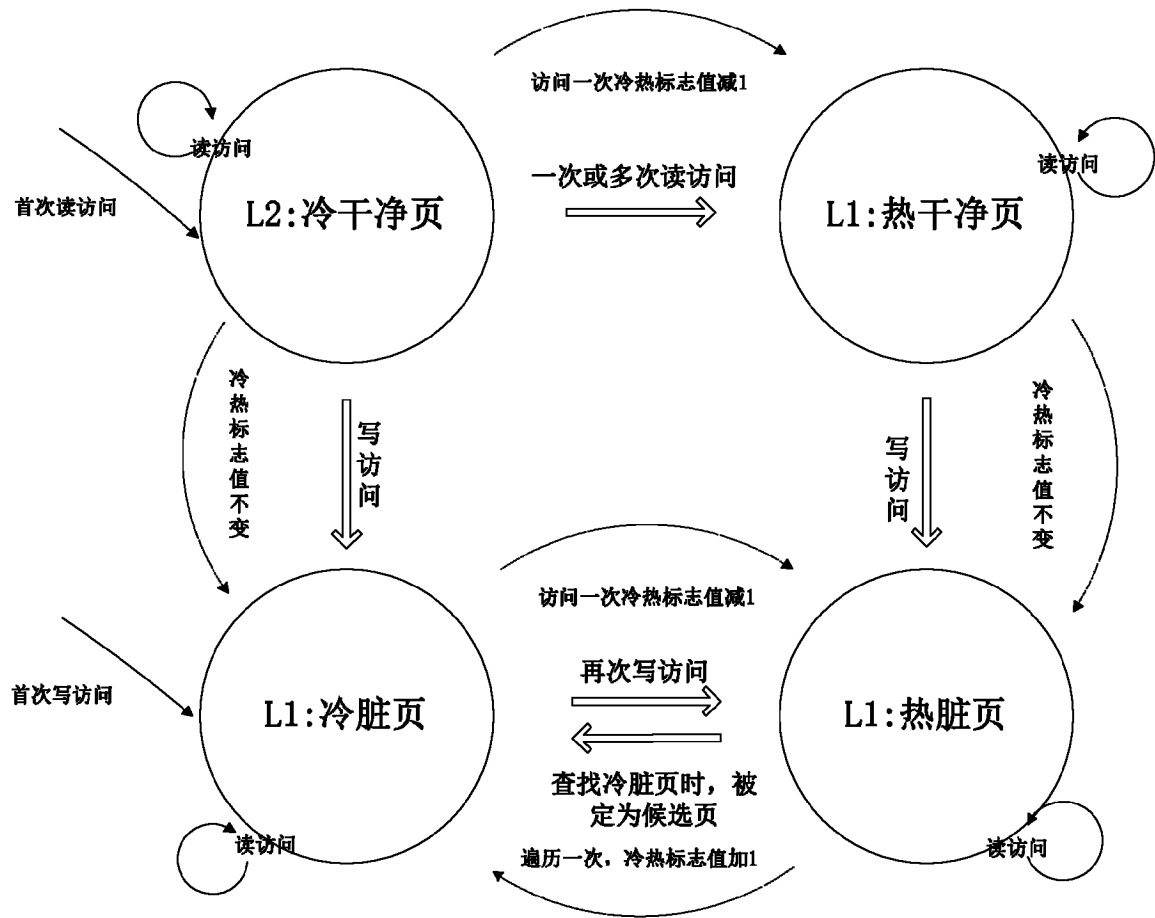 访问一次冷热标志值减1
读访问
读访问
一次或多次读访问
首次读访问
L2:冷干净页
L1:热干净页
冷热标志值不变
写访问
写访问
冷热标志值不变
访问一次冷热标志值减1
再次写访问
首次写访问
L1:冷脏页
L1:热脏页
查找冷脏页时，被
定为候选页
读访问
读访问
遍历一次，冷热标志值加1